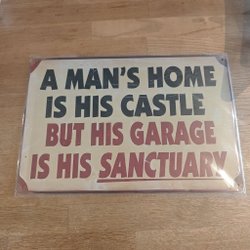 A MAN'S HOME
IS HIS CASTLE
BUT HIS GARAGE
IS HIS SANCTUARY